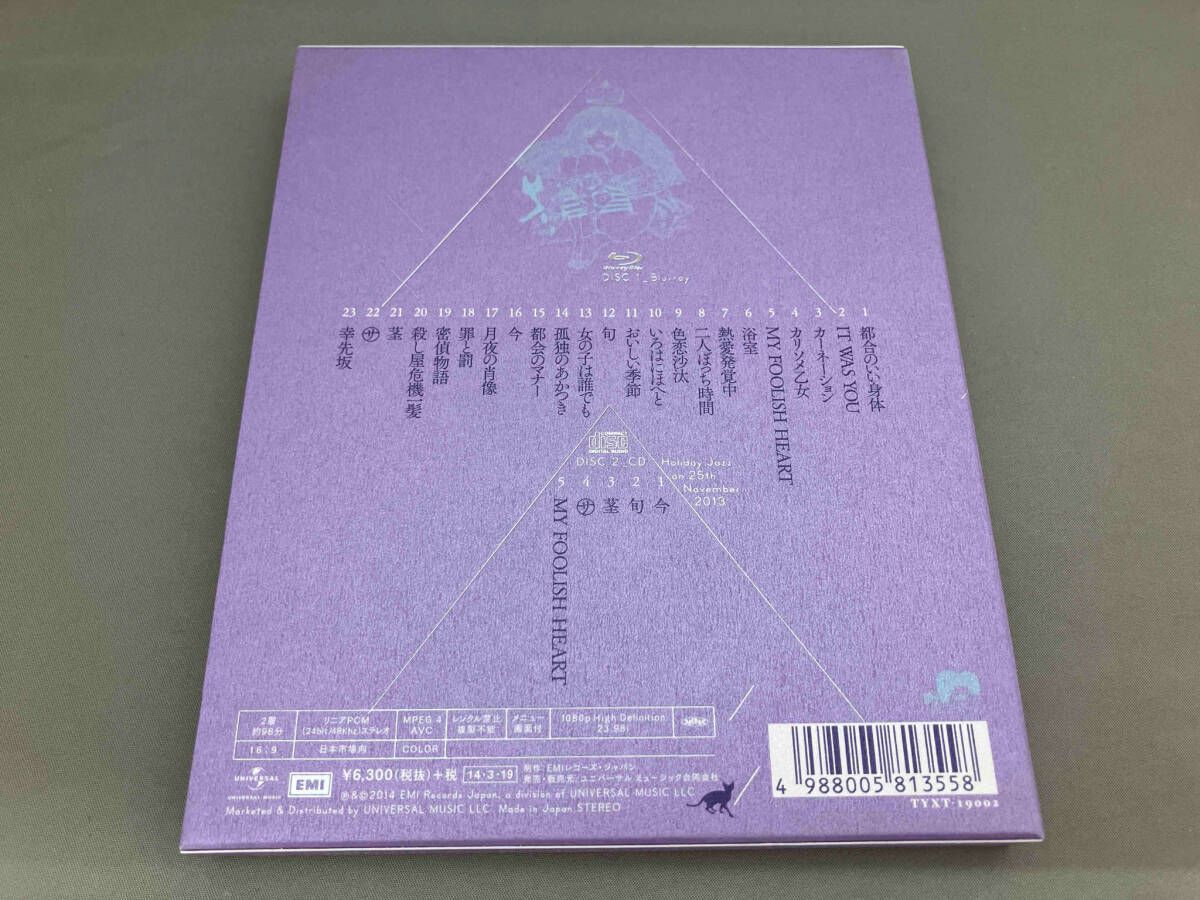 Blu-ray Disc
DISC 1_Blu-ray
1 都合のいい身体
2 IT WAS YOU
3 カーネーション
4 カリソメ乙女
5 MY FOOLISH HEART
6 浴室
7 熱愛発覚中
8 二人ぼっち時間
9 色恋沙汰
10 いろはにほへと
11 おいしい季節
12 旬
13 女の子は誰でも
14 孤独のあかつき
15 都会のマナー
16 今
17 月夜の肖像
18 罪と罰
19 密偵物語
20 殺し屋危機一髪
21 茎
22 ㋚
23 幸先坂
COMPACT
disc
DIGITAL AUDIO
DISC 2_CD Holiday Jazz
on 25th
November
2013
1 今
2 旬
3 茎
4 ㋚
5 MY FOOLISH HEART
2層
約98分
リニアPCM
(24bit/48Khz)ステレオ
MPEG 4
AVC
レンタル禁止
複製不能
メニュー
画面付
1080p High Definition
23.98i
16:9
日本市場向
COLOR
UNIVERSAL
EMI
¥6,300(税抜)+税
14・3・19
制作:EMIレコーズ・ジャパン
発売・販売元:ユニバーサル ミュージック合同会社
℗&©2014 EMI Records Japan, a division of UNIVERSAL MUSIC LLC
Marketed & Distributed by UNIVERSAL MUSIC LLC. Made in Japan STEREO
4 988005 813558
TYXT-19002